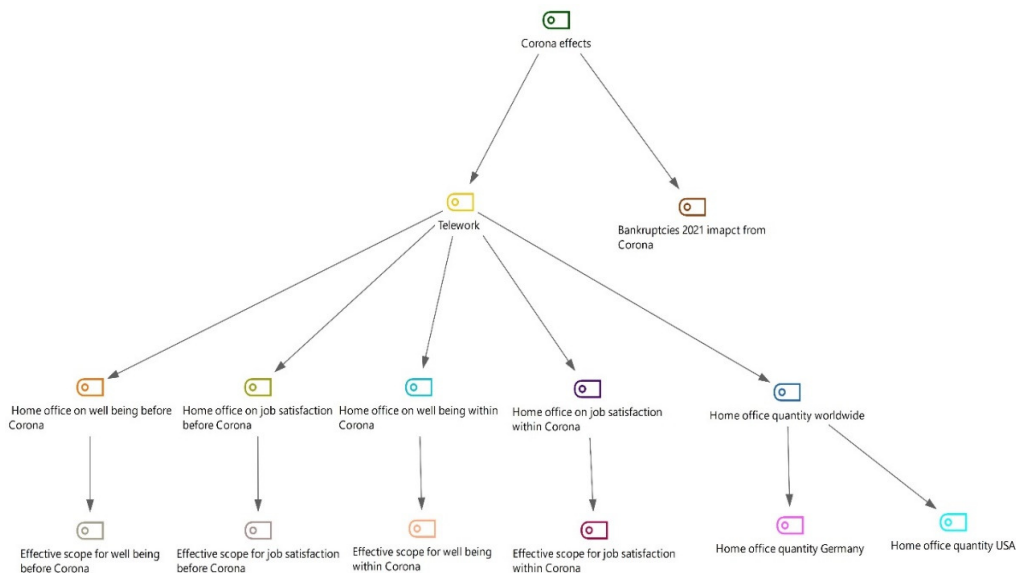 Corona effects
Telework
Bankruptcies 2021 imapct from
Corona
Home office on well being before
Corona
Home office on job satisfaction
before Corona
Home office on well being within
Corona
Home office on job satisfaction
within Corona
Home office quantity worldwide
Effective scope for well being
before Corona
Effective scope for job satisfaction
before Corona
Effective scope for well being
within Corona
Effective scope for job satisfaction
within Corona
Home office quantity Germany
Home office quantity USA